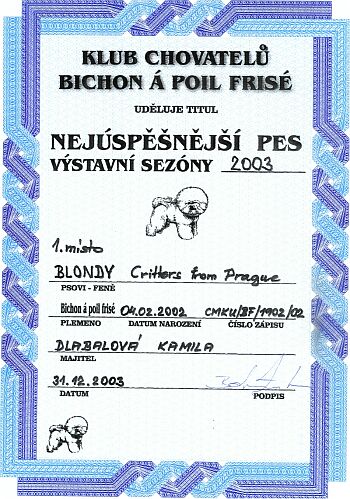 KLUB CHOVATELŮ
BICHON Á POIL FRISÉ
UDĚLUJE TITUL
NEJÚSPĚŠNĚJŠÍ PES
VÝSTAVNÍ SEZÓNY 2003
1. místo
BLONDY Critters from Prague
PSOVI - FENĚ
Bichon á poil frisé 04.02.2002 CMKU/BF/1902/02
PLEMENO DATUM NAROZENÍ ČÍSLO ZÁPISU
DLABALOVÁ KAMILA
MAJITEL
31.12.2003
DATUM PODPIS